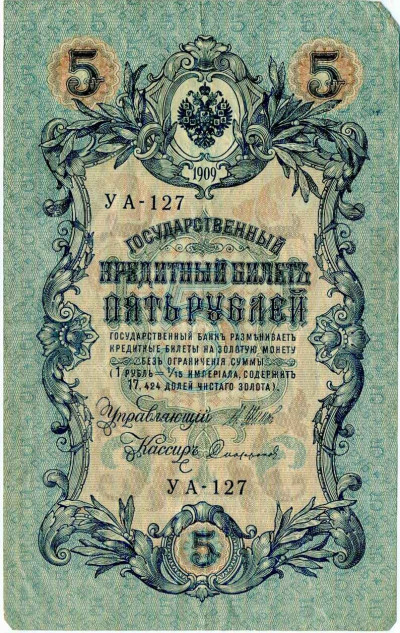 5 5
1909
УА-127
ГОСУДАРСТВЕННЫЙ
КРЕДИТНЫЙ БИЛЕТЪ
ПЯТЬ РУБЛЕЙ
ГОСУДАРСТВЕННЫЙ БАНКЪ РАЗМѢНИВАЕТЪ
КРЕДИТНЫЕ БИЛЕТЫ НА ЗОЛОТУЮ МОНЕТУ
БЕЗЪ ОГРАНИЧЕНІЯ СУММЫ
(1 РУБЛЬ = 1/15 ИМПЕРІАЛА, СОДЕРЖИТЪ
17,424 ДОЛЕЙ ЧИСТАГО ЗОЛОТА).
Управляющій
Кассиръ
УА-127
5